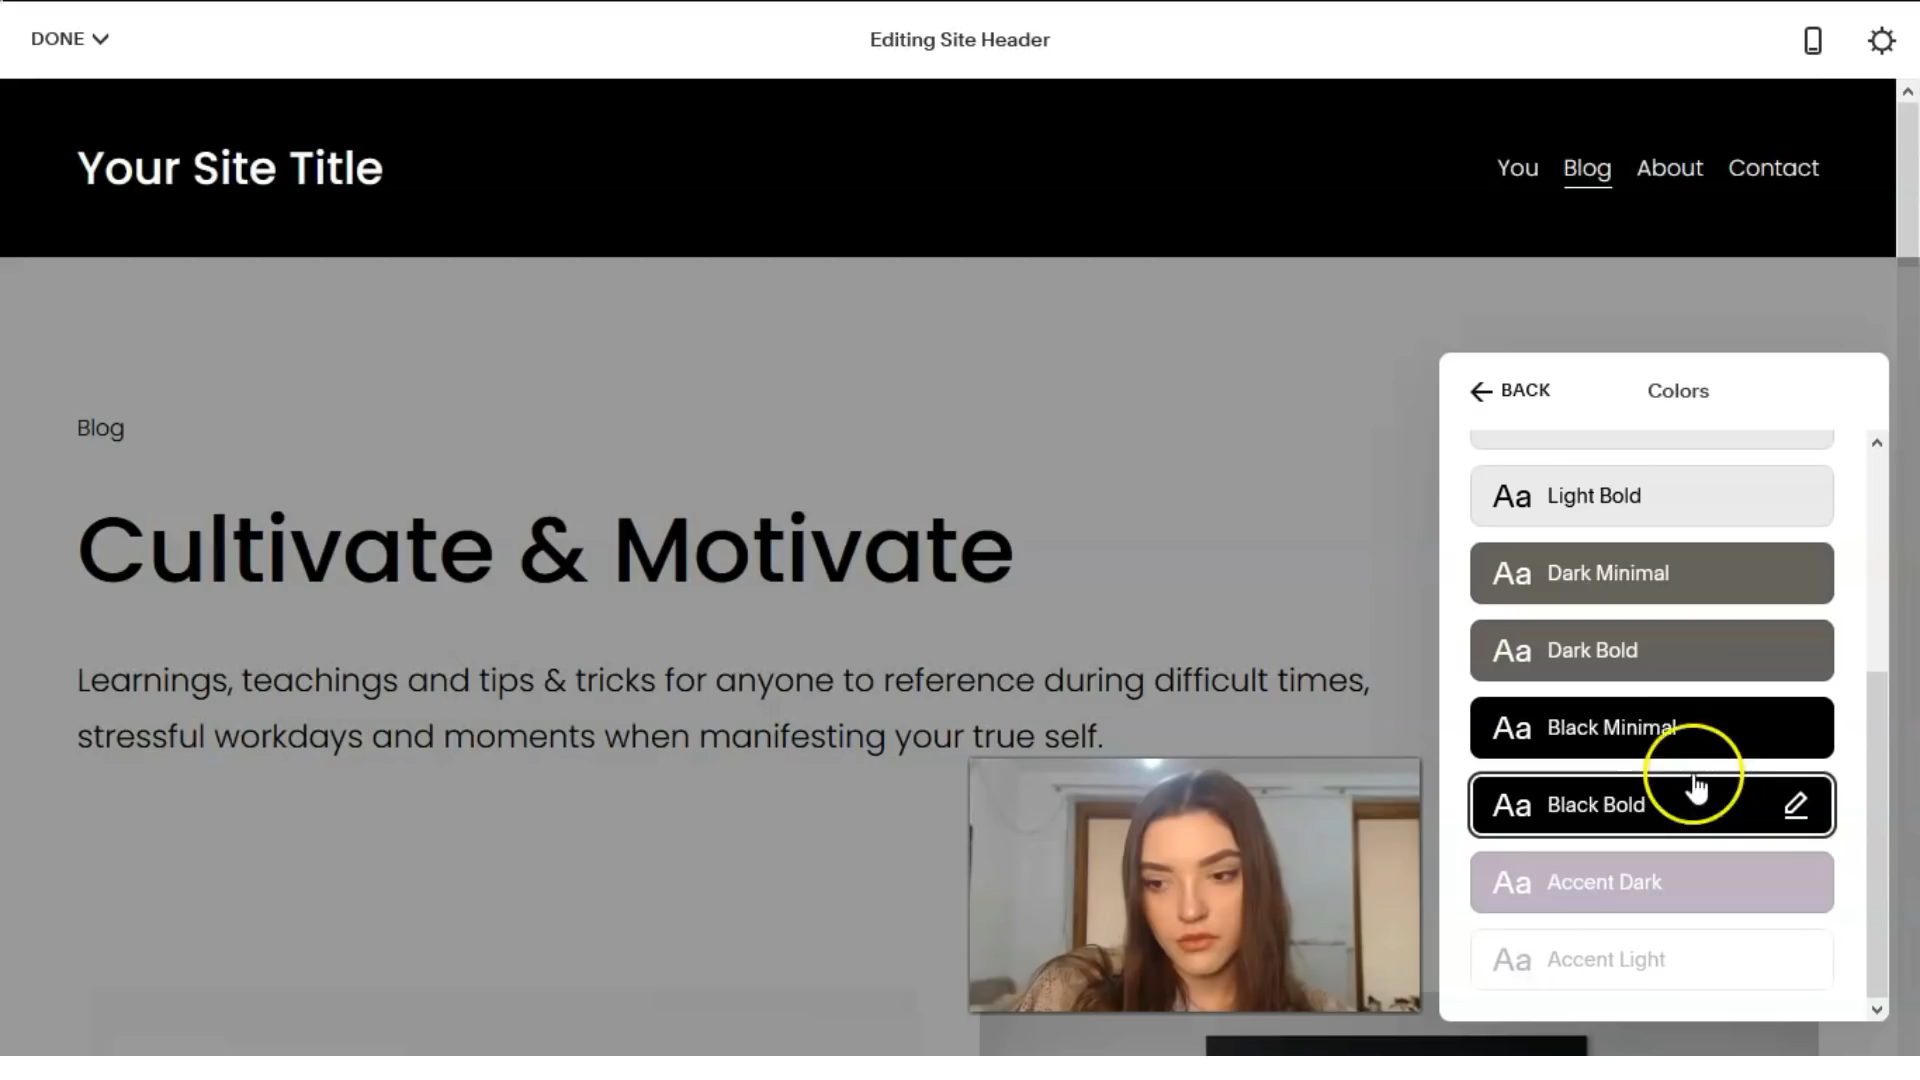 DONE
Editing Site Header
Your Site Title
You Blog About Contact
Blog
Cultivate & Motivate
Learnings, teachings and tips & tricks for anyone to reference during difficult times,
stressful workdays and moments when manifesting your true self.
BACK
Colors
Aa Light Bold
Aa Dark Minimal
Aa Dark Bold
Aa Black Minimal
Aa Black Bold
Aa Accent Dark
Aa Accent Light